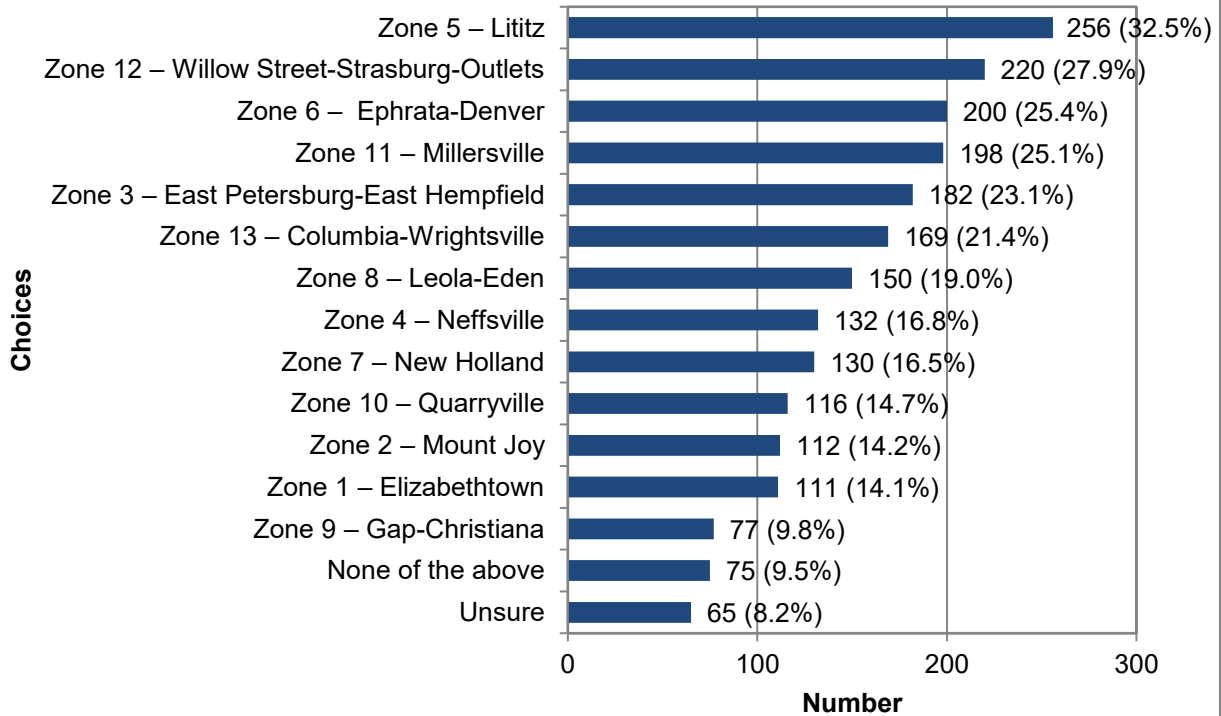 Choices
Zone 5 – Lititz 256 (32.5%)
Zone 12 – Willow Street-Strasburg-Outlets 220 (27.9%)
Zone 6 – Ephrata-Denver 200 (25.4%)
Zone 11 – Millersville 198 (25.1%)
Zone 3 – East Petersburg-East Hempfield 182 (23.1%)
Zone 13 – Columbia-Wrightsville 169 (21.4%)
Zone 8 – Leola-Eden 150 (19.0%)
Zone 4 – Neffsville 132 (16.8%)
Zone 7 – New Holland 130 (16.5%)
Zone 10 – Quarryville 116 (14.7%)
Zone 2 – Mount Joy 112 (14.2%)
Zone 1 – Elizabethtown 111 (14.1%)
Zone 9 – Gap-Christiana 77 (9.8%)
None of the above 75 (9.5%)
Unsure 65 (8.2%)
0 100 200 300
Number